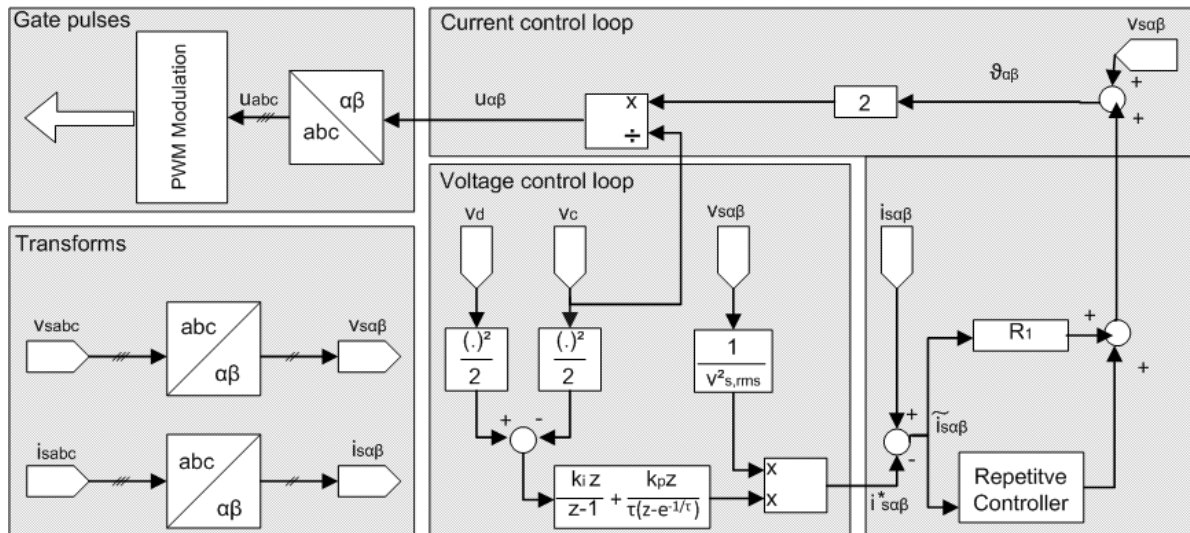 Gate pulses
PWM Modulation
uabc
αβ
abc
uαβ
Current control loop
x
÷
2
ϑαβ
vsαβ
+
+
Transforms
vsabc
abc
αβ
vsαβ
isabc
abc
αβ
isαβ
Voltage control loop
vd
vc
vsαβ
(.)²
2
(.)²
2
1
v²s,rms
+
-
ki z
z-1
+
kpz
τ(z-e-1/τ)
x
x
isαβ
+
-
i*sαβ
ĩsαβ
R1
+
+
Repetitve
Controller